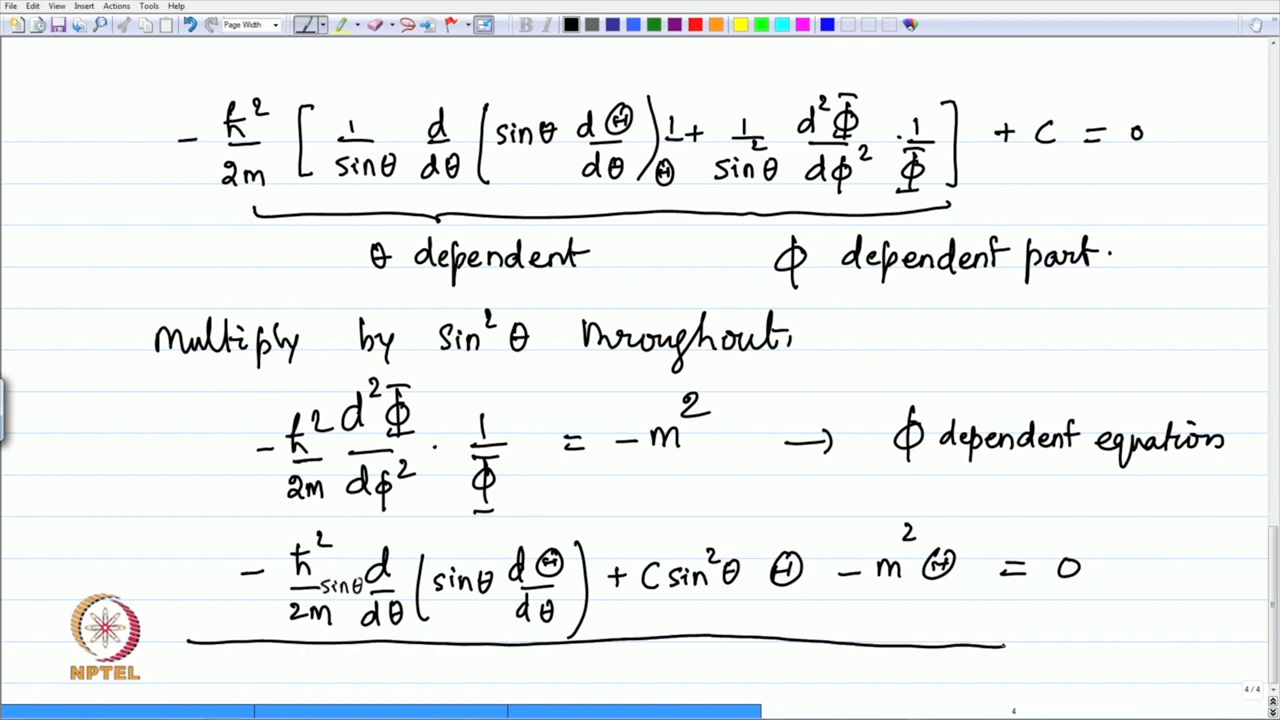 File Edit View Insert Actions Tools Help
Page Width
- ħ²/2m [ 1/sinθ d/dθ ( sinθ dΘ/dθ ) 1/Θ + 1/sin²θ d²Φ/dϕ² · 1/Φ ] + C = 0
θ dependent ϕ dependent part.
Multiply by sin²θ throughout,
- ħ²/2m d²Φ/dϕ² · 1/Φ = -m² → ϕ dependent equations
- ħ²/2m sinθ d/dθ ( sinθ dΘ/dθ ) + C sin²θ Θ - m² Θ = 0
NPTEL
4/4
4